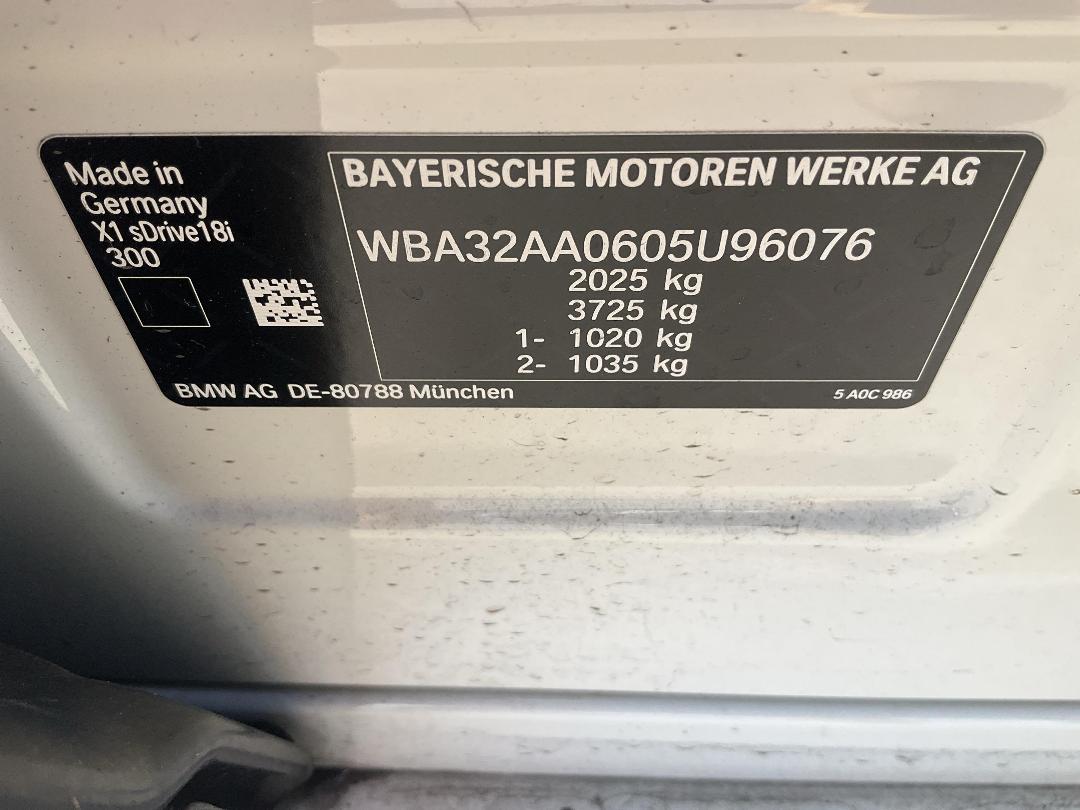 Made in
Germany
X1 sDrive18i
300
BAYERISCHE MOTOREN WERKE AG
WBA32AA0605U96076
2025 kg
3725 kg
1- 1020 kg
2- 1035 kg
BMW AG DE-80788 München
5 A0C 986